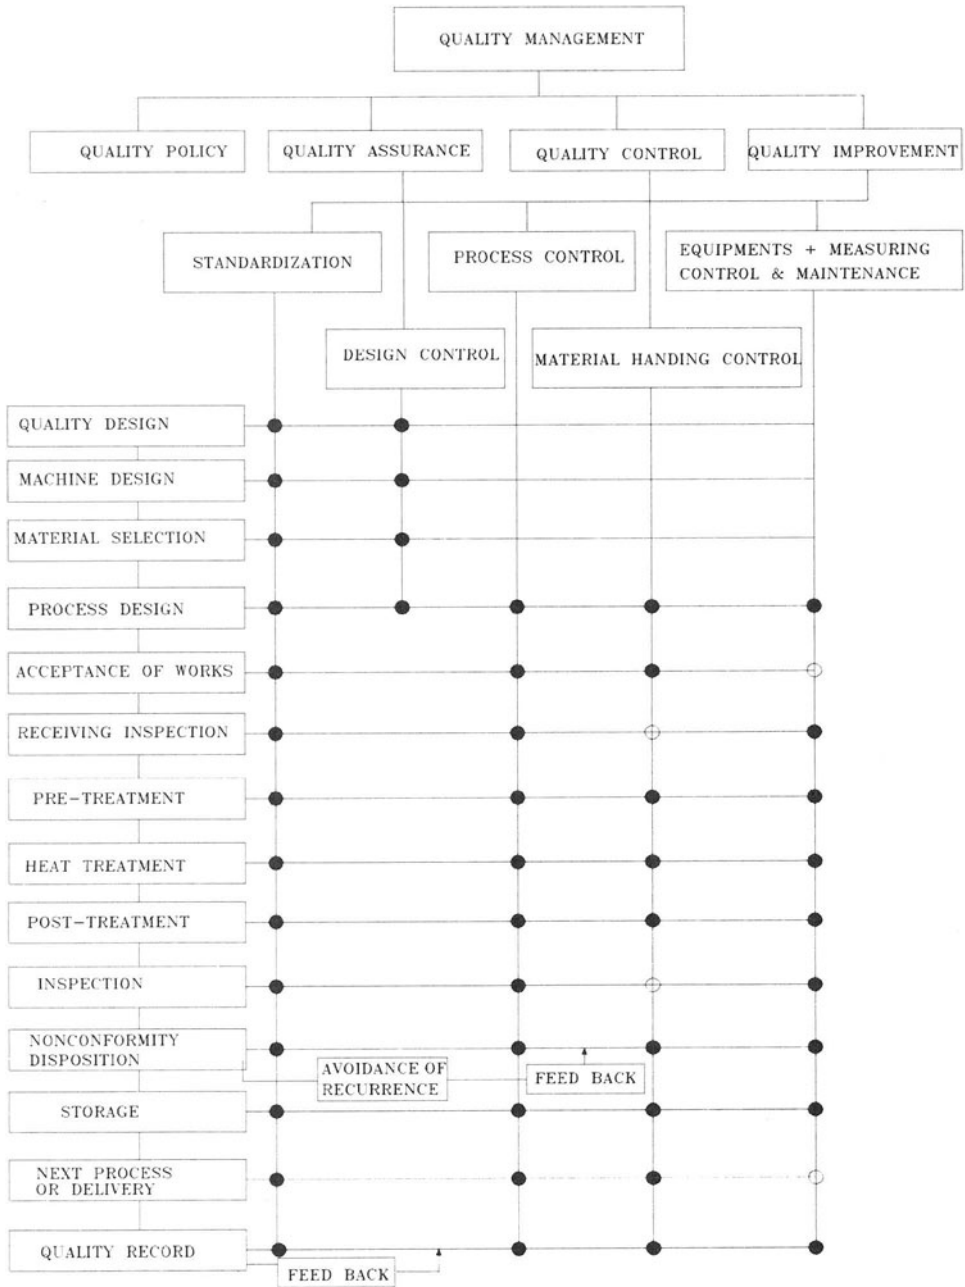 QUALITY MANAGEMENT
QUALITY POLICY
QUALITY ASSURANCE
QUALITY CONTROL
QUALITY IMPROVEMENT
STANDARDIZATION
PROCESS CONTROL
EQUIPMENTS + MEASURING
CONTROL & MAINTENANCE
DESIGN CONTROL
MATERIAL HANDING CONTROL
QUALITY DESIGN
MACHINE DESIGN
MATERIAL SELECTION
PROCESS DESIGN
ACCEPTANCE OF WORKS
RECEIVING INSPECTION
PRE-TREATMENT
HEAT TREATMENT
POST-TREATMENT
INSPECTION
NONCONFORMITY
DISPOSITION
AVOIDANCE OF
RECURRENCE
FEED BACK
STORAGE
NEXT PROCESS
OR DELIVERY
QUALITY RECORD
FEED BACK